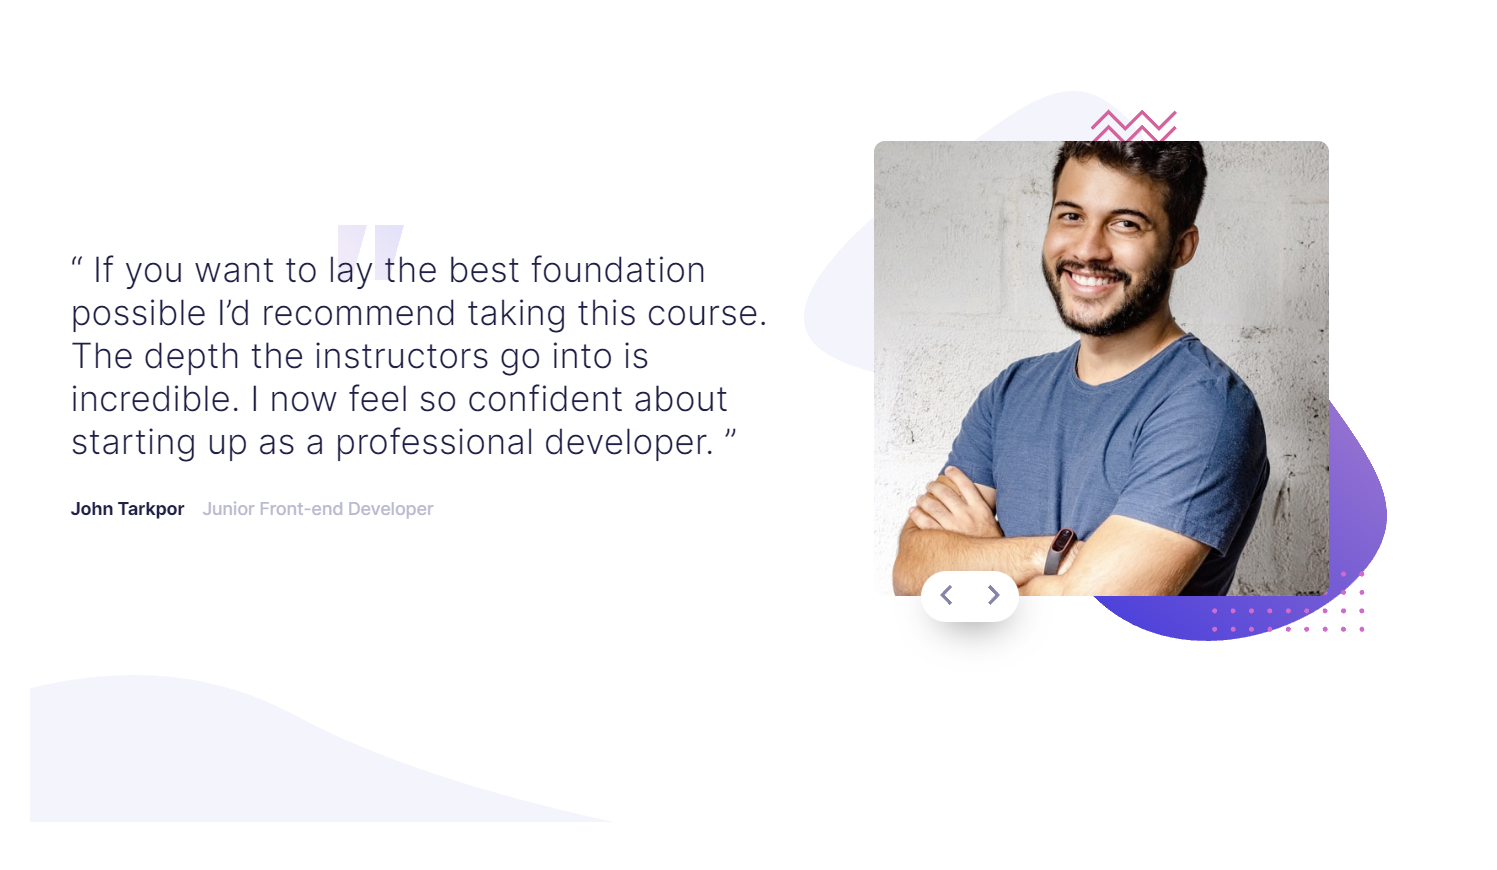 “ If you want to lay the best foundation
possible I’d recommend taking this course.
The depth the instructors go into is
incredible. I now feel so confident about
starting up as a professional developer. ”
John Tarkpor Junior Front-end Developer